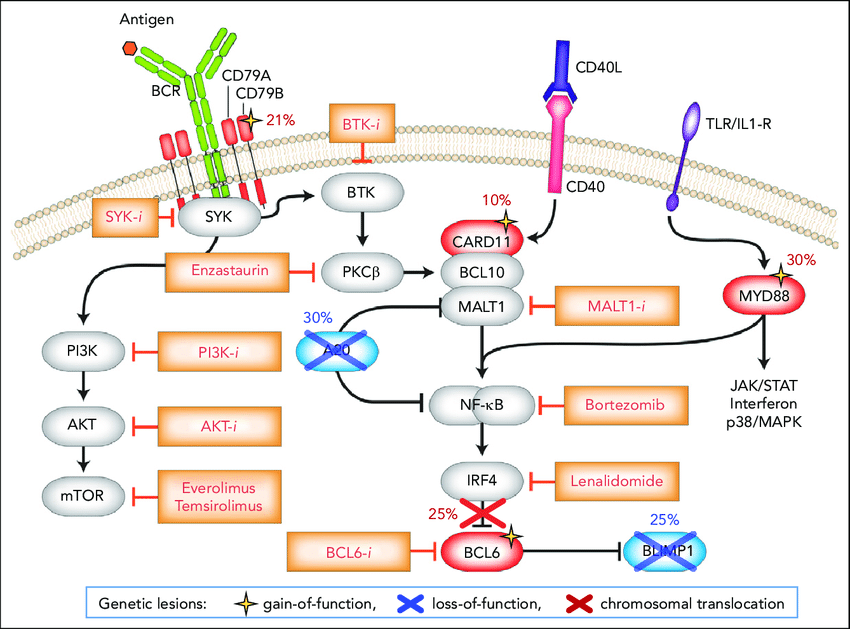 Antigen
BCR
CD79A
CD79B
21%
BTK-i
CD40L
TLR/IL1-R
CD40
SYK-i
SYK
BTK
10%
CARD11
30%
Enzastaurin
PKCβ
BCL10
MYD88
MALT1
MALT1-i
30%
A20
PI3K
PI3K-i
JAK/STAT
Interferon
p38/MAPK
AKT
AKT-i
NF-κB
Bortezomib
mTOR
Everolimus
Temsirolimus
IRF4
Lenalidomide
25%
25%
BCL6-i
BCL6
BLIMP1
Genetic lesions: gain-of-function, loss-of-function, chromosomal translocation